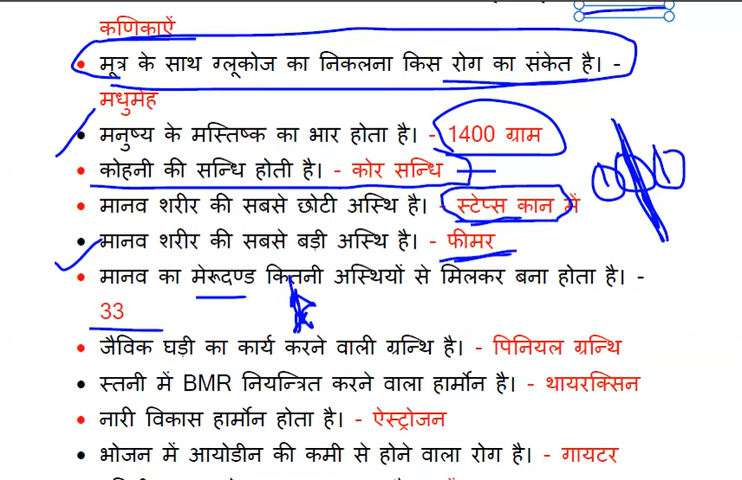 कणिकाऐं
• मूत्र के साथ ग्लूकोज का निकलना किस रोग का संकेत है। -
मधुमेह
• मनुष्य के मस्तिष्क का भार होता है। - 1400 ग्राम
• कोहनी की सन्धि होती है। - कोर सन्धि
• मानव शरीर की सबसे छोटी अस्थि है। - स्टेप्स कान में
• मानव शरीर की सबसे बड़ी अस्थि है। - फीमर
• मानव का मेरूदण्ड कितनी अस्थियों से मिलकर बना होता है। -
33
• जैविक घड़ी का कार्य करने वाली ग्रन्थि है। - पिनियल ग्रन्थि
• स्तनी में BMR नियन्त्रित करने वाला हार्मोन है। - थायरक्सिन
• नारी विकास हार्मोन होता है। - ऐस्ट्रोजन
• भोजन में आयोडीन की कमी से होने वाला रोग है। - गायटर